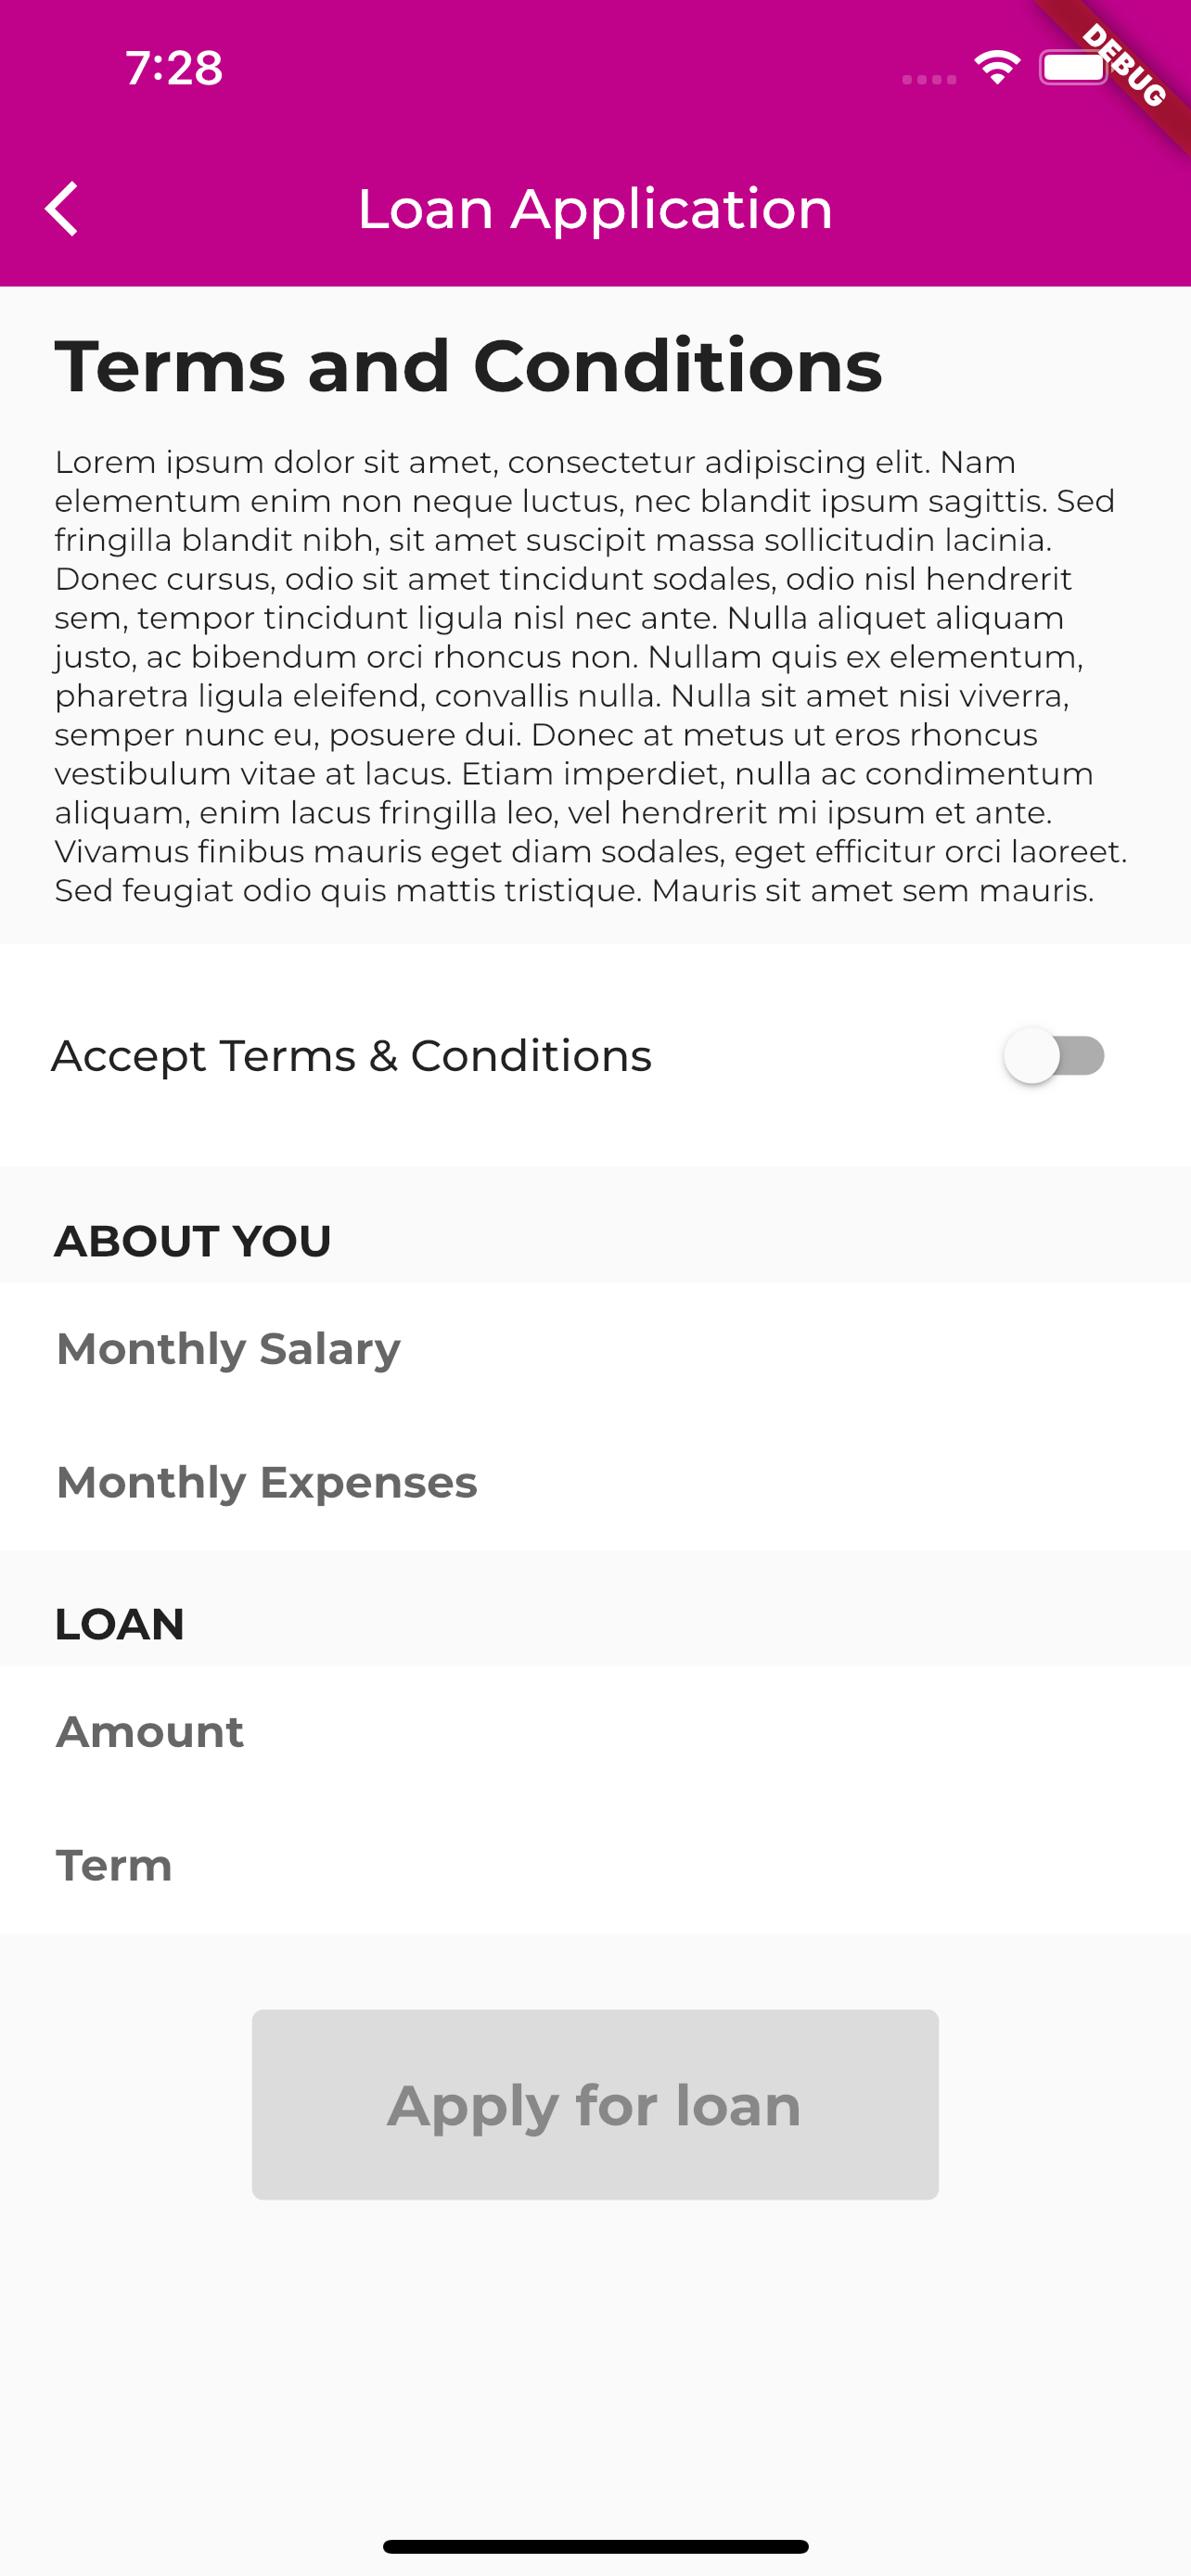 7:28
DEBUG
Loan Application
Terms and Conditions
Lorem ipsum dolor sit amet, consectetur adipiscing elit. Nam
elementum enim non neque luctus, nec blandit ipsum sagittis. Sed
fringilla blandit nibh, sit amet suscipit massa sollicitudin lacinia.
Donec cursus, odio sit amet tincidunt sodales, odio nisl hendrerit
sem, tempor tincidunt ligula nisl nec ante. Nulla aliquet aliquam
justo, ac bibendum orci rhoncus non. Nullam quis ex elementum,
pharetra ligula eleifend, convallis nulla. Nulla sit amet nisi viverra,
semper nunc eu, posuere dui. Donec at metus ut eros rhoncus
vestibulum vitae at lacus. Etiam imperdiet, nulla ac condimentum
aliquam, enim lacus fringilla leo, vel hendrerit mi ipsum et ante.
Vivamus finibus mauris eget diam sodales, eget efficitur orci laoreet.
Sed feugiat odio quis mattis tristique. Mauris sit amet sem mauris.
Accept Terms & Conditions
ABOUT YOU
Monthly Salary
Monthly Expenses
LOAN
Amount
Term
Apply for loan